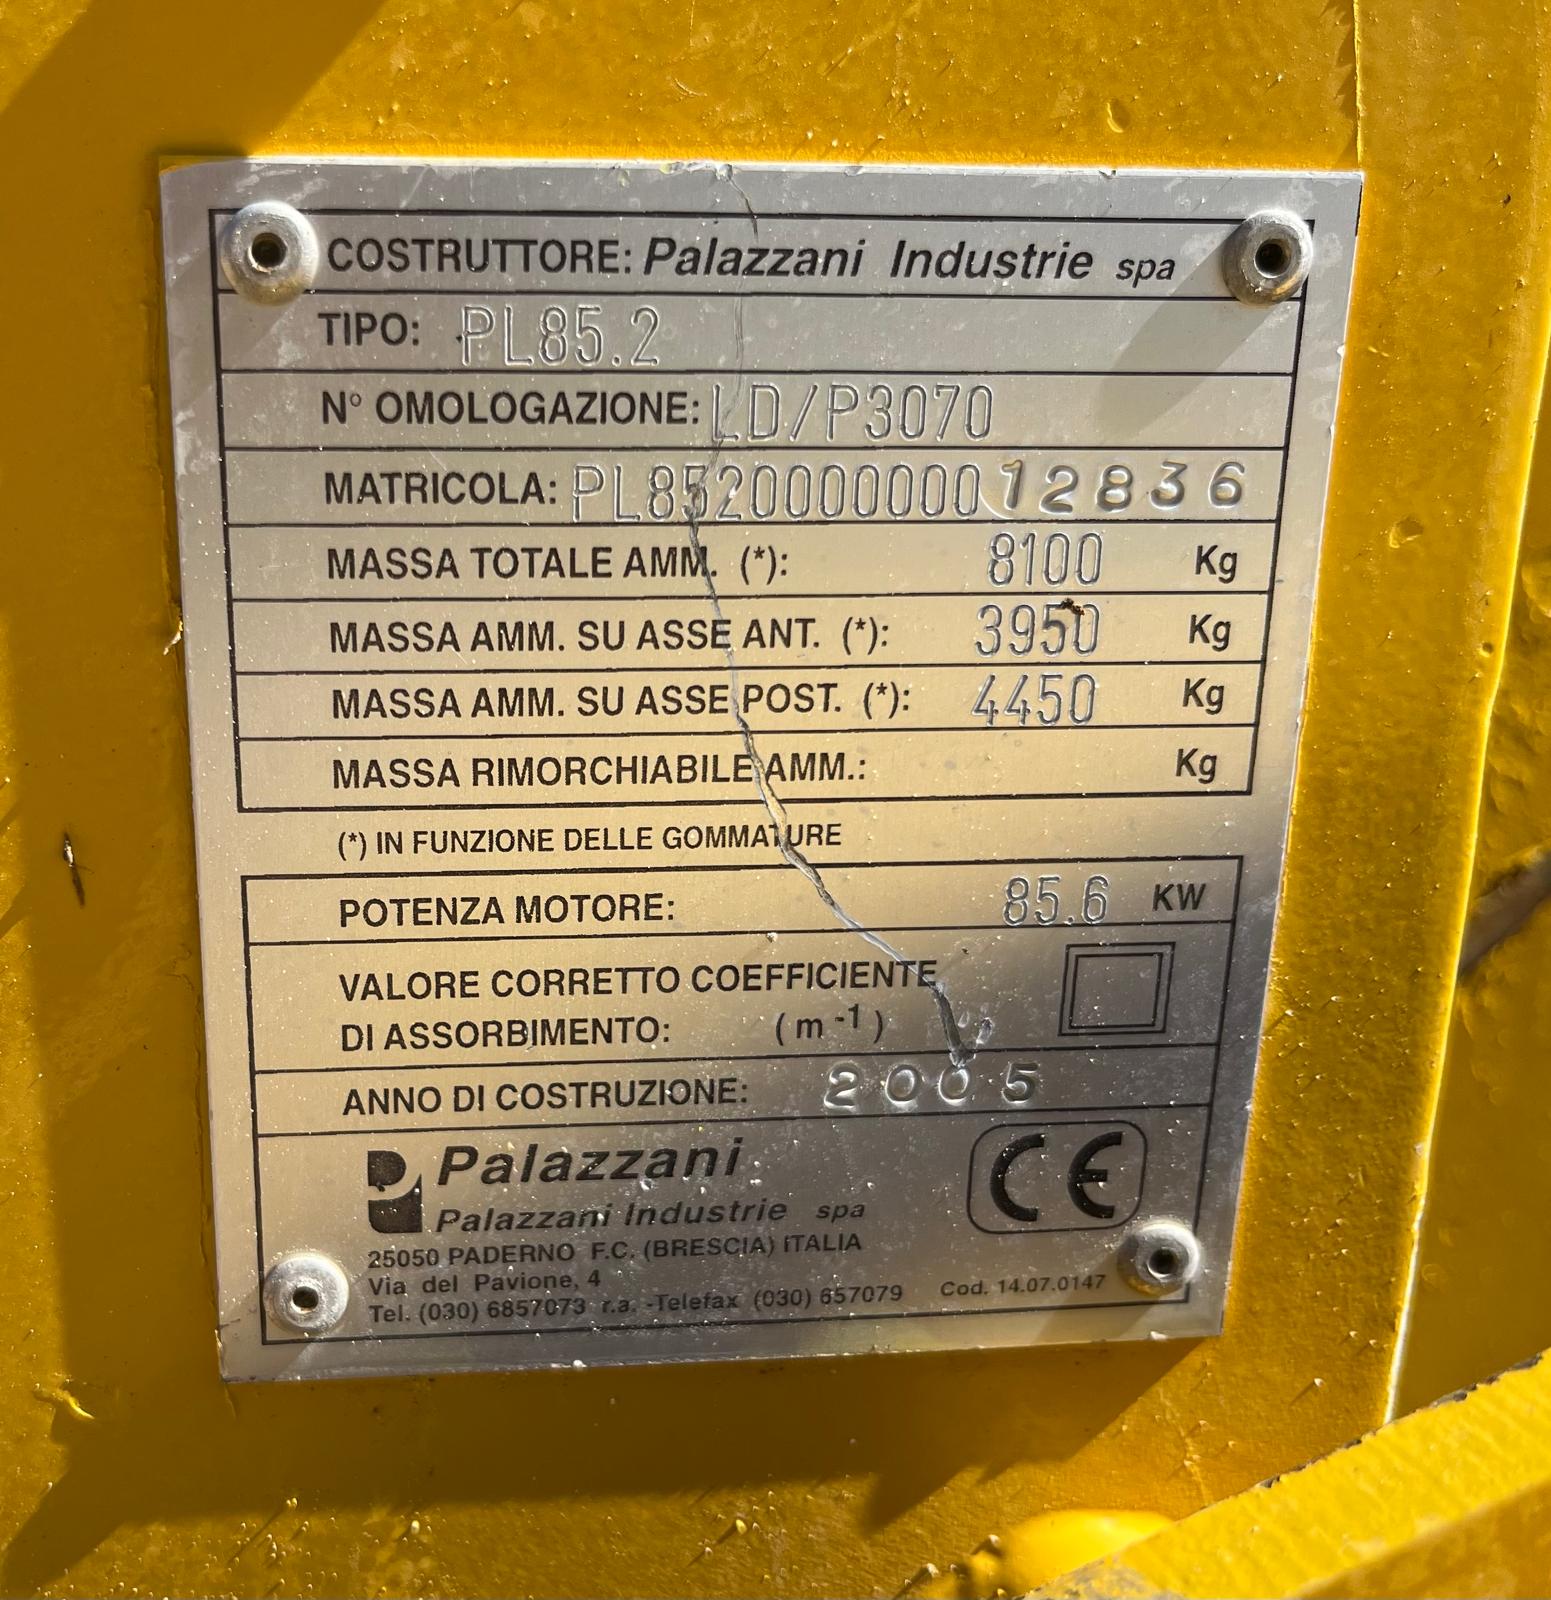 COSTRUTTORE: Palazzani Industrie spa
TIPO: PL85.2
N° OMOLOGAZIONE: LD/P3070
MATRICOLA: PL852000000012836
MASSA TOTALE AMM. (*): 8100 Kg
MASSA AMM. SU ASSE ANT. (*): 3950 Kg
MASSA AMM. SU ASSE POST. (*): 4450 Kg
MASSA RIMORCHIABILE AMM.: Kg
(*) IN FUNZIONE DELLE GOMMATURE
POTENZA MOTORE: 85.6 KW
VALORE CORRETTO COEFFICIENTE
DI ASSORBIMENTO: (m⁻¹)
ANNO DI COSTRUZIONE: 2005
Palazzani
CE
Palazzani Industrie spa
25050 PADERNO F.C. (BRESCIA) ITALIA
Via del Pavione, 4
Tel. (030) 6857073 r.a. -Telefax (030) 657079 Cod. 14.07.0147